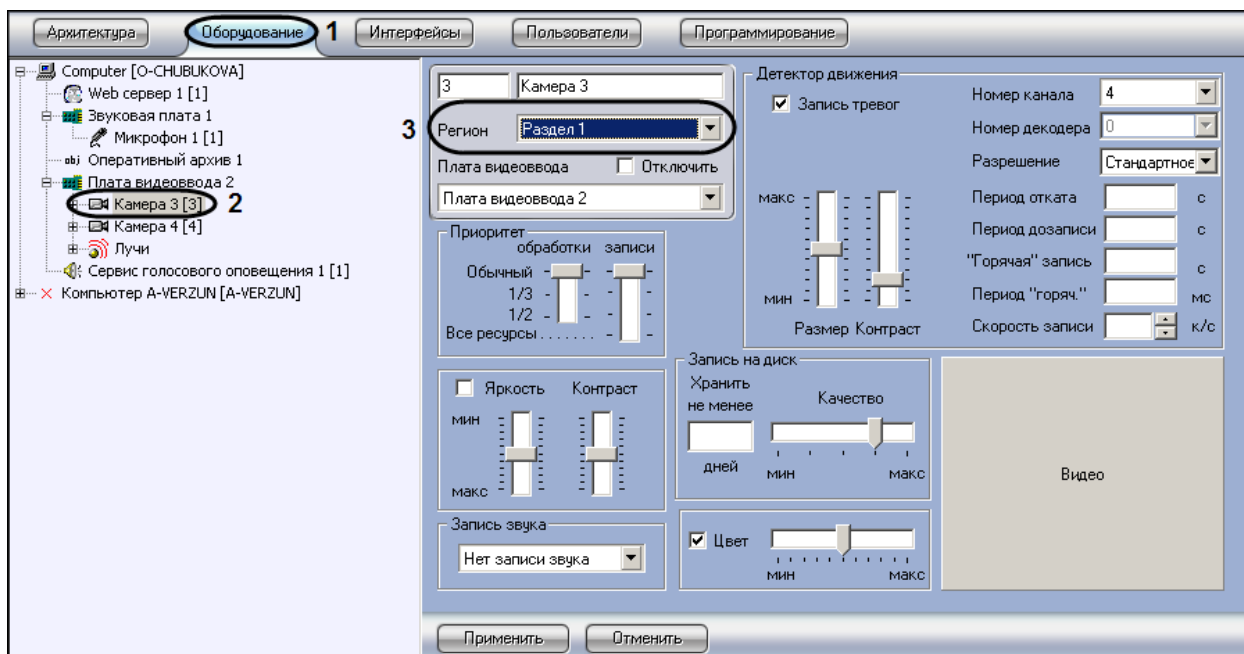 Архитектура
Оборудование
1
Интерфейсы
Пользователи
Программирование
Computer [O-CHUBUKOVA]
Web сервер 1 [1]
Звуковая плата 1
Микрофон 1 [1]
obj Оперативный архив 1
Плата видеоввода 2
Камера 3 [3]
2
Камера 4 [4]
Лучи
Сервис голосового оповещения 1 [1]
Компьютер A-VERZUN [A-VERZUN]
3
Камера 3
3
Регион
Раздел 1
Плата видеоввода
Отключить
Плата видеоввода 2
Приоритет
обработки записи
Обычный
1/3
1/2
Все ресурсы . . . . . . .
Яркость Контраст
мин
макс
Запись звука
Нет записи звука
Детектор движения
Запись тревог
макс
мин
Размер Контраст
Номер канала 4
Номер декодера 0
Разрешение Стандартное
Период отката с
Период дозаписи с
"Горячая" запись с
Период "горяч." мс
Скорость записи к/с
Запись на диск
Хранить
не менее
дней
Качество
мин макс
Цвет
мин макс
Видео
Применить
Отменить